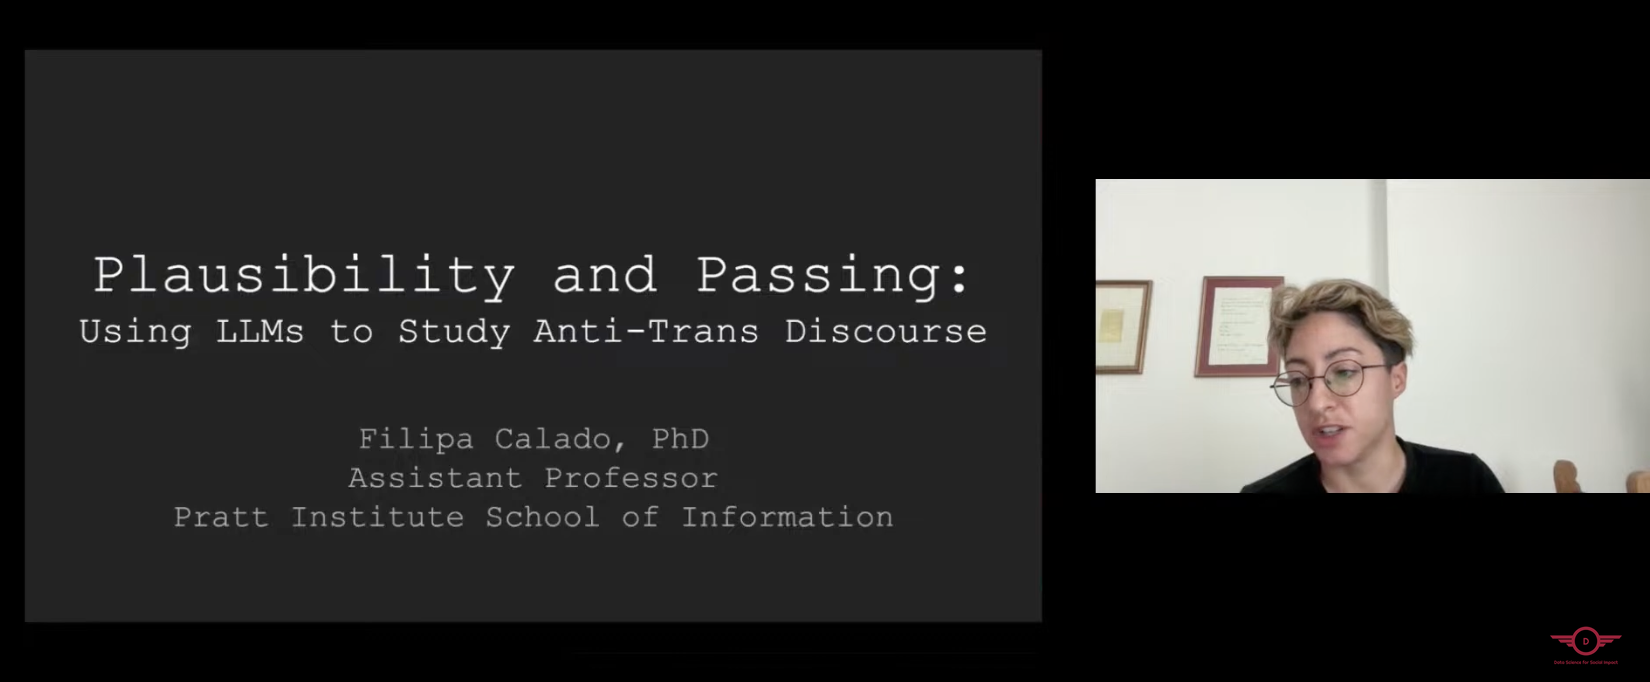 Plausibility and Passing:
Using LLMs to Study Anti-Trans Discourse
Filipa Calado, PhD
Assistant Professor
Pratt Institute School of Information
D
Data Science for Social Impact